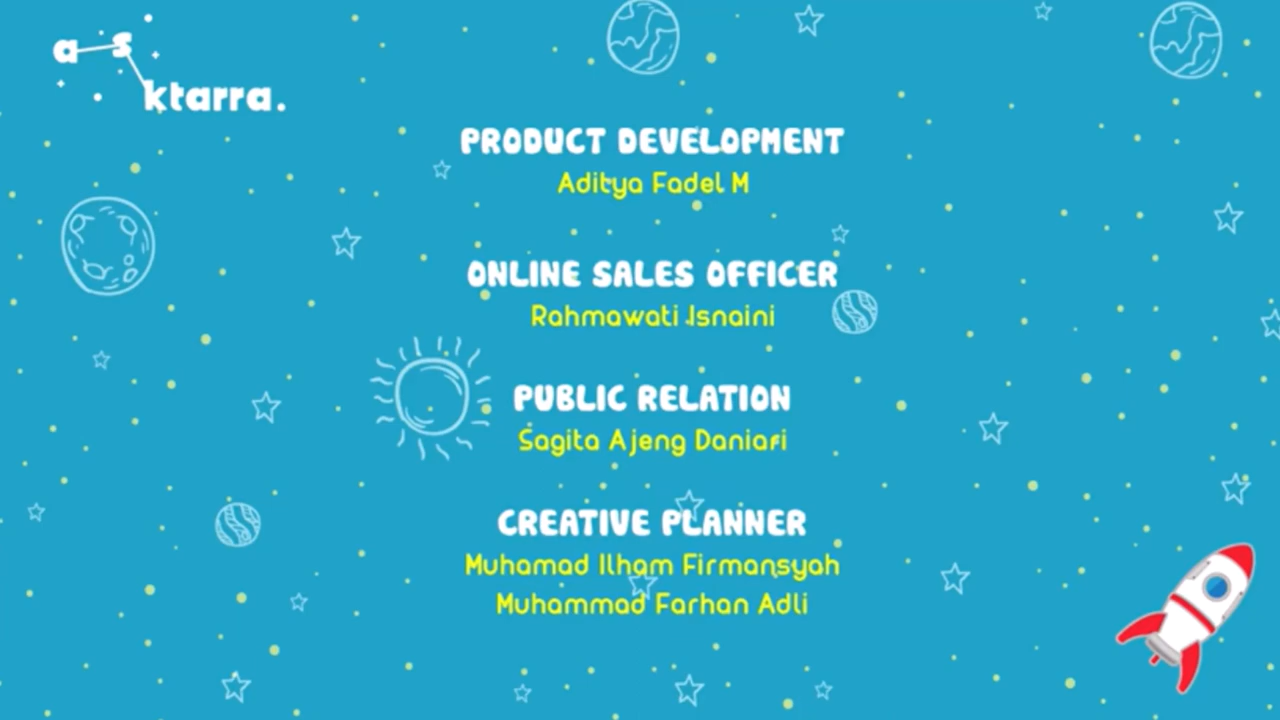 a s
ktarra.
PRODUCT DEVELOPMENT
Aditya Fadel M
ONLINE SALES OFFICER
Rahmawati Isnaini
PUBLIC RELATION
Sagita Ajeng Daniari
CREATIVE PLANNER
Muhamad Ilham Firmansyah
Muhammad Farhan Adli